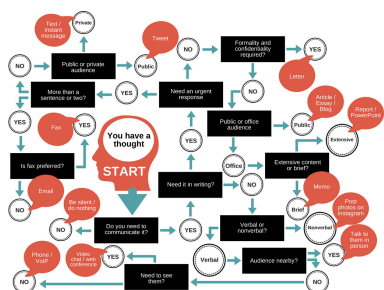 Text /
instant
message
Private
Tweet
NO
Formality and
confidentiality
required?
YES
NO
Public or private
audience
Public
Letter
More than a
sentence or two?
YES
Need an urgent
response
NO
Article /
Essay /
Blog
Report /
PowerPoint
YES
Fax
YES
You have a
thought
START
Public or office
audience
Public
Extensive
YES
Is fax preferred?
Office
Extensive content
or brief?
Email
NO
Need it in writing?
NO
Memo
Be silent /
do nothing
Brief
Post
photos on
Instagram
NO
Do you need to
communicate it?
YES
Verbal or
nonverbal?
Nonverbal
Talk to
them in
person
Phone /
VoIP
Video
chat / web
conference
YES
Verbal
Audience nearby?
YES
NO
Need to see
them?
NO